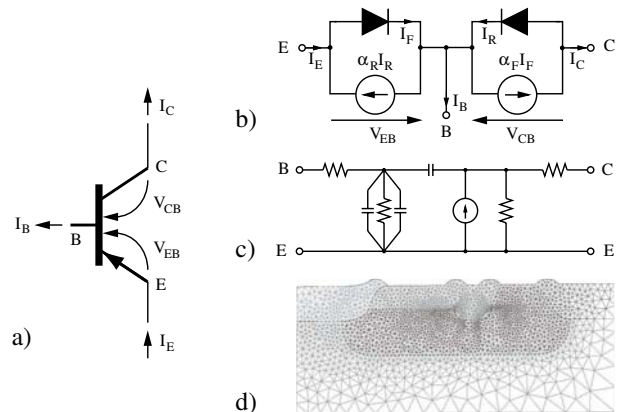 a)
I_C
C
V_CB
I_B
B
V_EB
E
I_E
b)
E
I_E
I_F
α_R I_R
I_R
α_F I_F
C
I_C
I_B
B
V_EB
V_CB
c)
B
C
E
E
d)